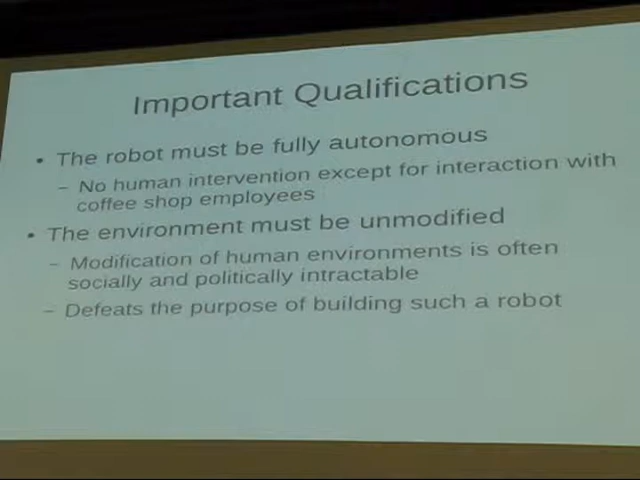 Important Qualifications
• The robot must be fully autonomous
– No human intervention except for interaction with
coffee shop employees
• The environment must be unmodified
– Modification of human environments is often
socially and politically intractable
– Defeats the purpose of building such a robot